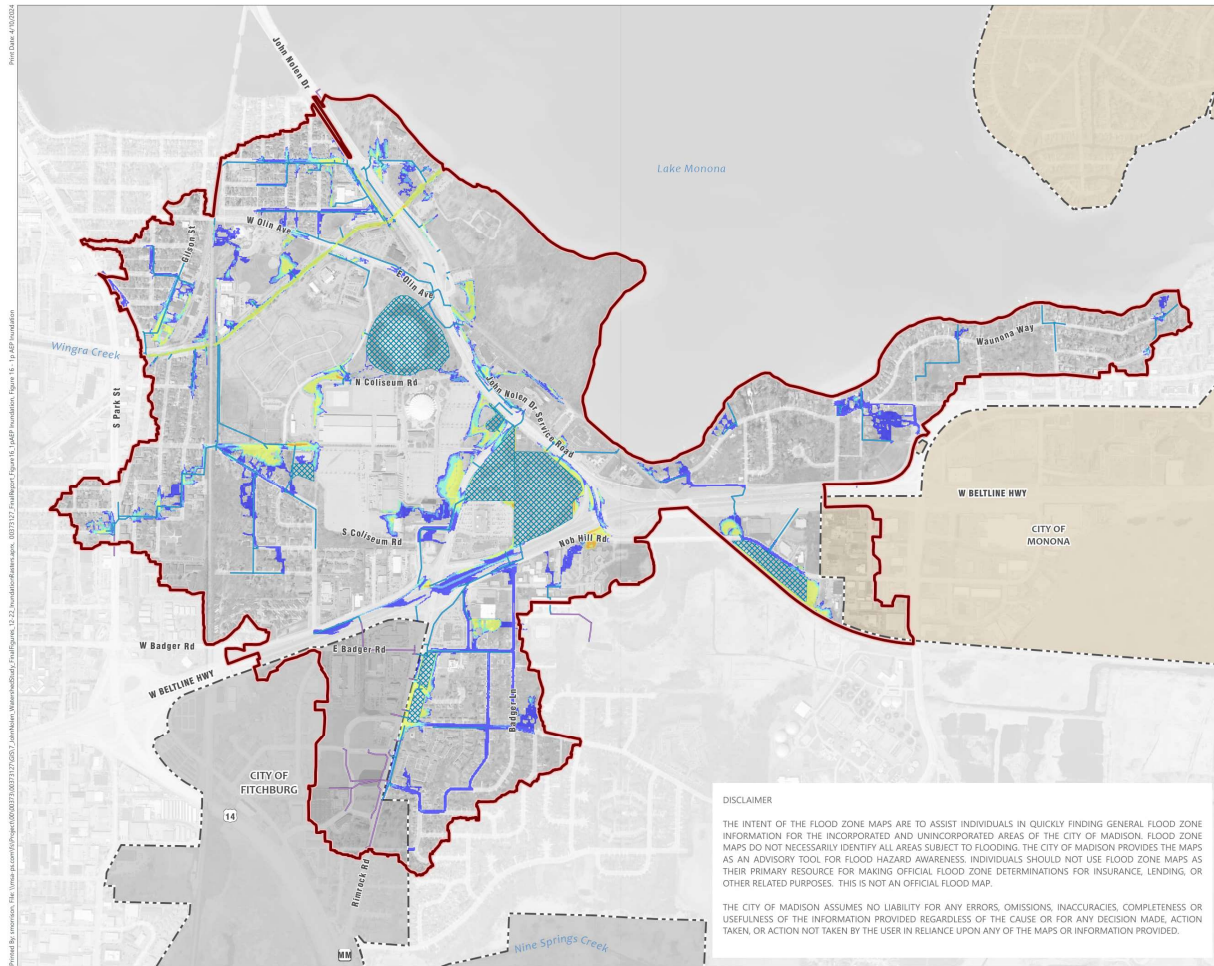 Print Date: 4/10/2024
John Nolen Dr
Lake Monona
W Olin Ave
Gilson St
E Olin Ave
Wingra Creek
Waunona Way
N Coliseum Rd
S Park St
John Nolen Dr Service Road
W BELTLINE HWY
CITY OF
MONONA
S Coliseum Rd
Nob Hill Rd
W Badger Rd
E Badger Rd
W BELTLINE HWY
Badger Ln
CITY OF
FITCHBURG
14
Rimrock Rd
MM
Nine Springs Creek
DISCLAIMER
THE INTENT OF THE FLOOD ZONE MAPS ARE TO ASSIST INDIVIDUALS IN QUICKLY FINDING GENERAL FLOOD ZONE
INFORMATION FOR THE INCORPORATED AND UNINCORPORATED AREAS OF THE CITY OF MADISON. FLOOD ZONE
MAPS DO NOT NECESSARILY IDENTIFY ALL AREAS SUBJECT TO FLOODING. THE CITY OF MADISON PROVIDES THE MAPS
AS AN ADVISORY TOOL FOR FLOOD HAZARD AWARENESS. INDIVIDUALS SHOULD NOT USE FLOOD ZONE MAPS AS
THEIR PRIMARY RESOURCE FOR MAKING OFFICIAL FLOOD ZONE DETERMINATIONS FOR INSURANCE, LENDING, OR
OTHER RELATED PURPOSES. THIS IS NOT AN OFFICIAL FLOOD MAP.
THE CITY OF MADISON ASSUMES NO LIABILITY FOR ANY ERRORS, OMISSIONS, INACCURACIES, COMPLETENESS OR
USEFULNESS OF THE INFORMATION PROVIDED REGARDLESS OF THE CAUSE OR FOR ANY DECISION MADE, ACTION
TAKEN, OR ACTION NOT TAKEN BY THE USER IN RELIANCE UPON ANY OF THE MAPS OR INFORMATION PROVIDED.